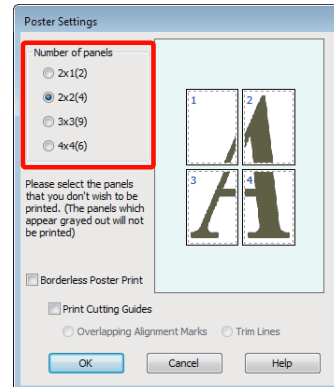 Poster Settings
Number of panels
2x1(2)
2x2(4)
3x3(9)
4x4(6)
1
2
3
4
Please select the panels
that you don't wish to be
printed. (The panels which
appear grayed out will not
be printed)
Borderless Poster Print
Print Cutting Guides
Overlapping Alignment Marks
Trim Lines
OK
Cancel
Help